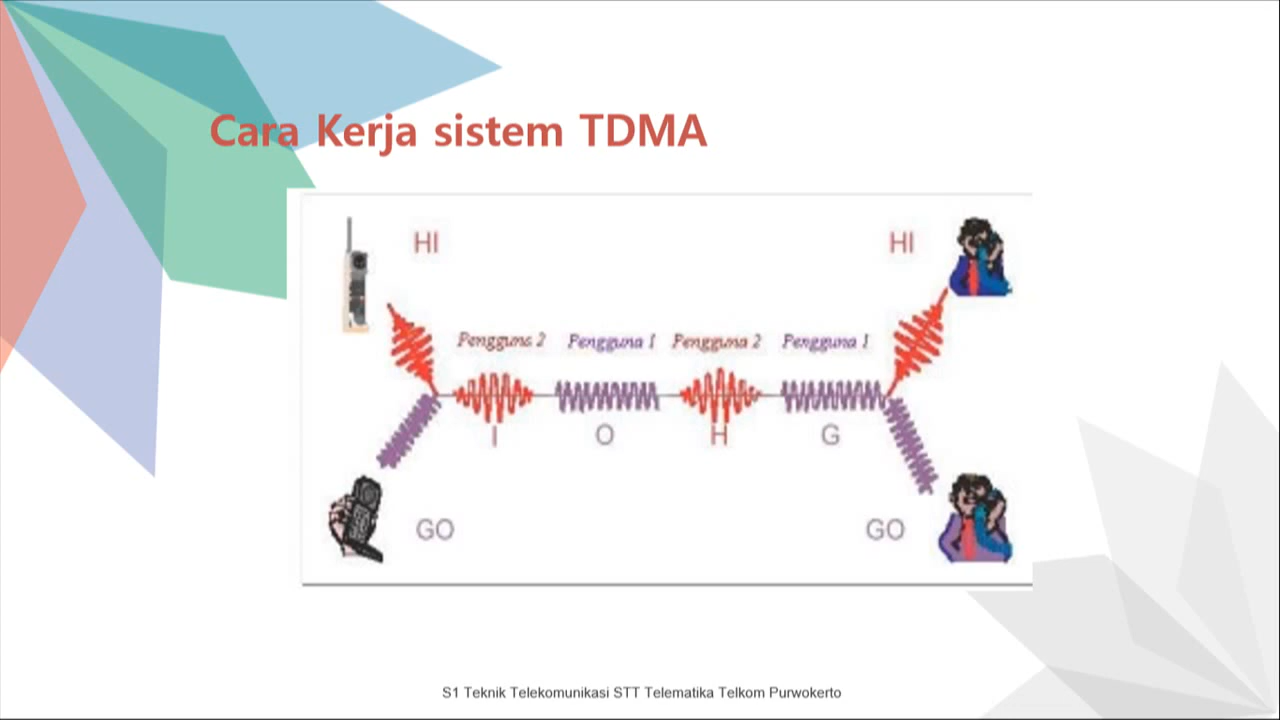 Cara Kerja sistem TDMA
HI
HI
Pengguna 2 Pengguna 1 Pengguna 2 Pengguna 1
I O H G
GO
GO
S1 Teknik Telekomunikasi STT Telematika Telkom Purwokerto